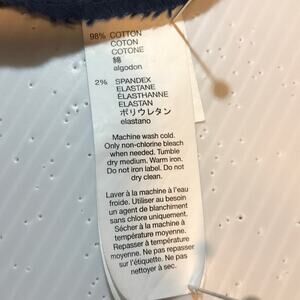 98% COTTON
COTON
COTONE
綿
algodon
2% SPANDEX
ELASTANE
ÉLASTHANNE
ELASTAN
ポリウレタン
elastano
Machine wash cold.
Only non-chlorine bleach
when needed. Tumble
dry medium. Warm iron.
Do not iron label. Do not
dry clean.
Laver à la machine à l'eau
froide. Utiliser au besoin
un agent de blanchiment
sans chlore uniquement.
Sécher à la machine à
température moyenne.
Repasser à température
moyenne. Ne pas repasser
sur l'étiquette. Ne pas
nettoyer à sec.